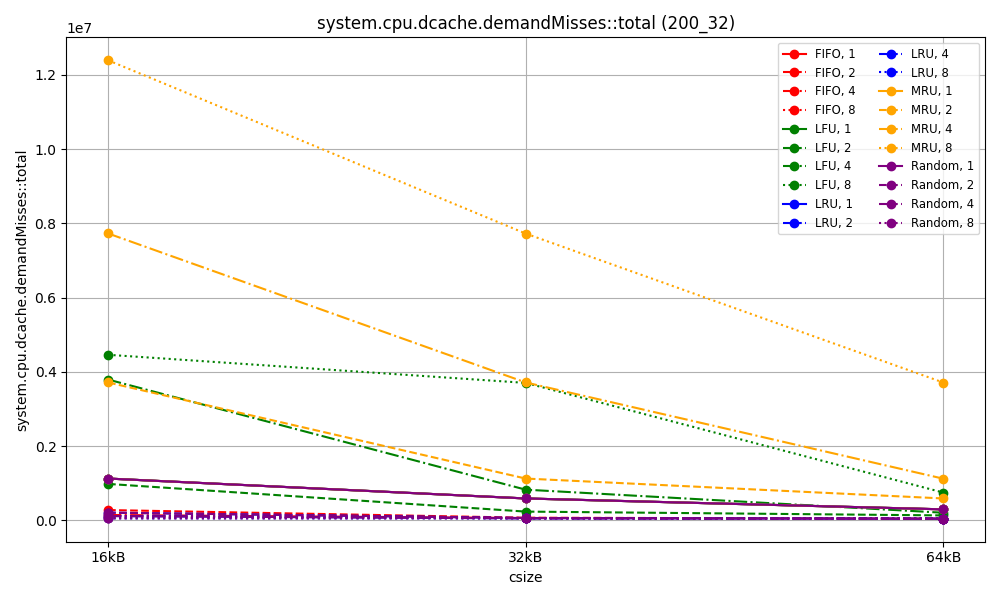 system.cpu.dcache.demandMisses::total (200_32)
1e7
1.2
1.0
0.8
0.6
0.4
0.2
0.0
system.cpu.dcache.demandMisses::total
16kB
32kB
64kB
csize
FIFO, 1
FIFO, 2
FIFO, 4
FIFO, 8
LFU, 1
LFU, 2
LFU, 4
LFU, 8
LRU, 1
LRU, 2
LRU, 4
LRU, 8
MRU, 1
MRU, 2
MRU, 4
MRU, 8
Random, 1
Random, 2
Random, 4
Random, 8